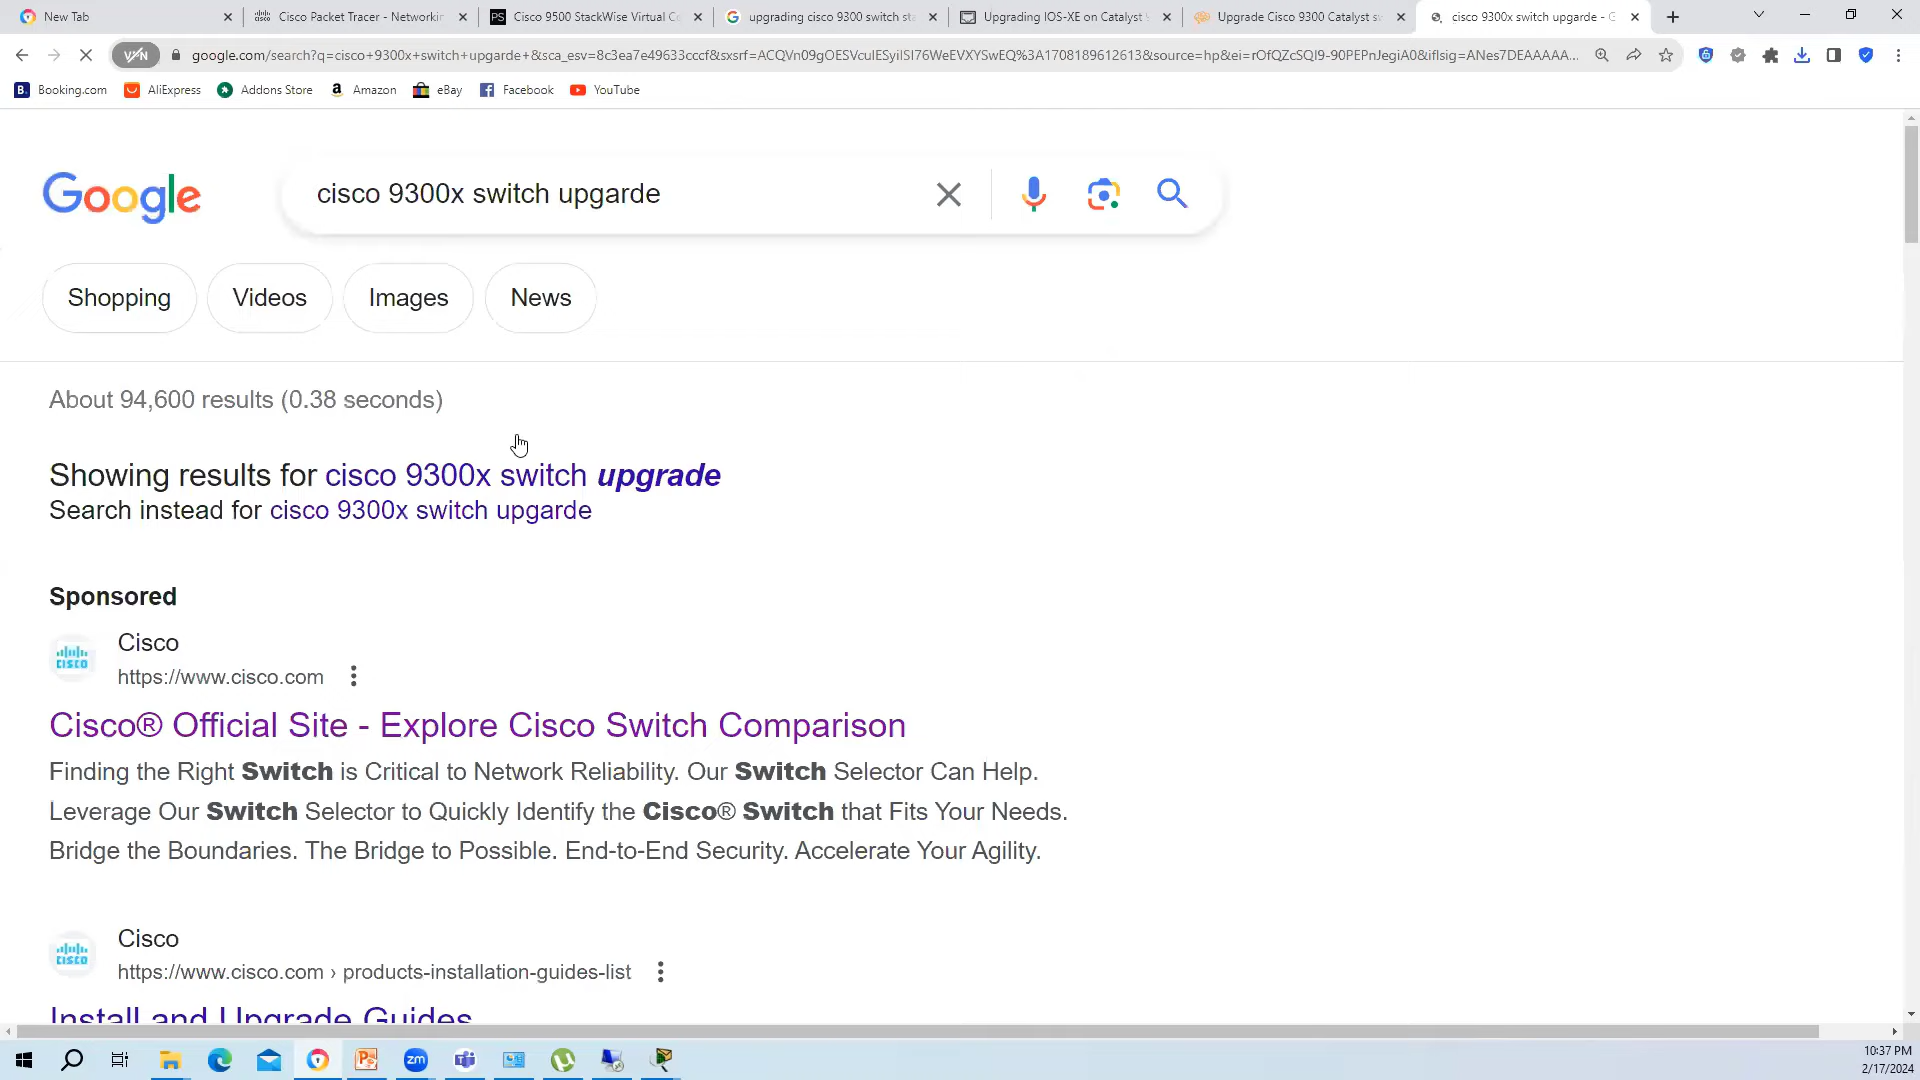 New Tab
Cisco Packet Tracer - Networkin
Cisco 9500 StackWise Virtual Co
upgrading cisco 9300 switch sta
Upgrading IOS-XE on Catalyst 9
Upgrade Cisco 9300 Catalyst sw
cisco 9300x switch upgarde - G
VPN
google.com/search?q=cisco+9300x+switch+upgarde+&sca_esv=8c3ea7e49633cccf&sxsrf=ACQVn09gOESVculESyilSI76WeEVXYSwEQ%3A1708189612613&source=hp&ei=rOfQZcSQI9-90PEPnJegiA0&iflsig=ANes7DEAAAAA...
Booking.com
AliExpress
Addons Store
Amazon
eBay
Facebook
YouTube
Google
cisco 9300x switch upgarde
Shopping
Videos
Images
News
About 94,600 results (0.38 seconds)
Showing results for cisco 9300x switch upgrade
Search instead for cisco 9300x switch upgarde
Sponsored
Cisco
https://www.cisco.com
Cisco® Official Site - Explore Cisco Switch Comparison
Finding the Right Switch is Critical to Network Reliability. Our Switch Selector Can Help.
Leverage Our Switch Selector to Quickly Identify the Cisco® Switch that Fits Your Needs.
Bridge the Boundaries. The Bridge to Possible. End-to-End Security. Accelerate Your Agility.
Cisco
https://www.cisco.com › products-installation-guides-list
Install and Upgrade Guides
10:37 PM
2/17/2024